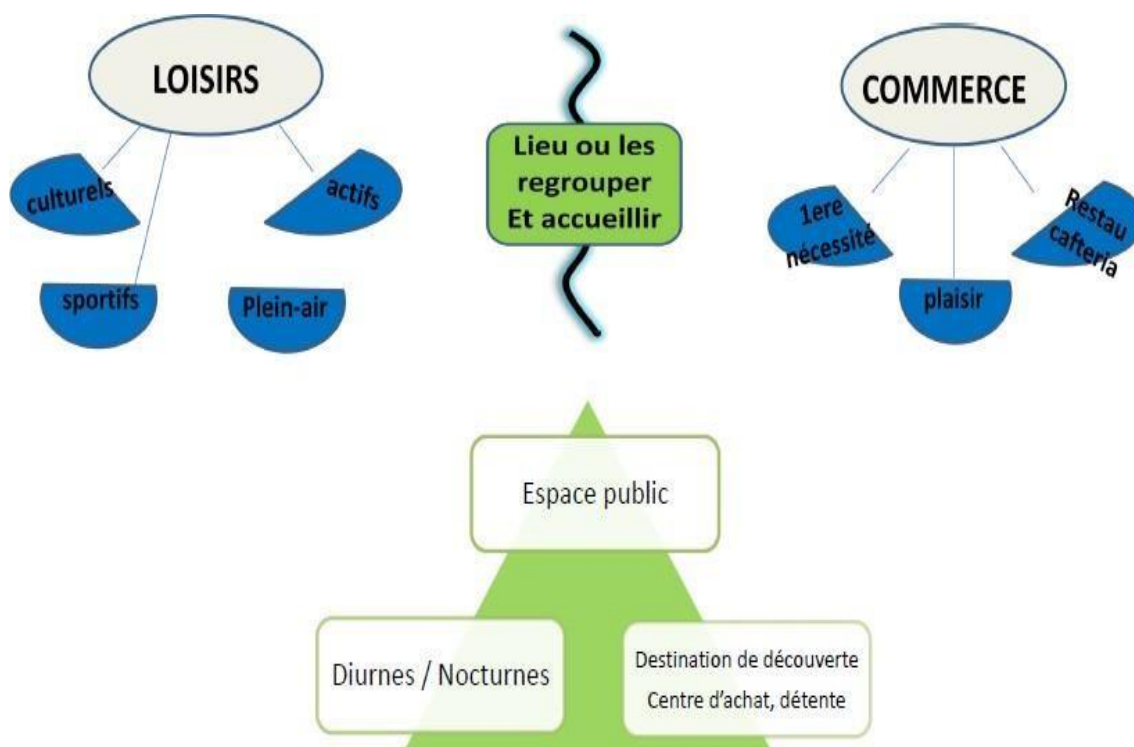 LOISIRS
culturels
actifs
sportifs
Plein-air
Lieu ou les
regrouper
Et accueillir
COMMERCE
1ere
nécessité
plaisir
Restau
cafteria
Espace public
Diurnes / Nocturnes
Destination de découverte
Centre d’achat, détente